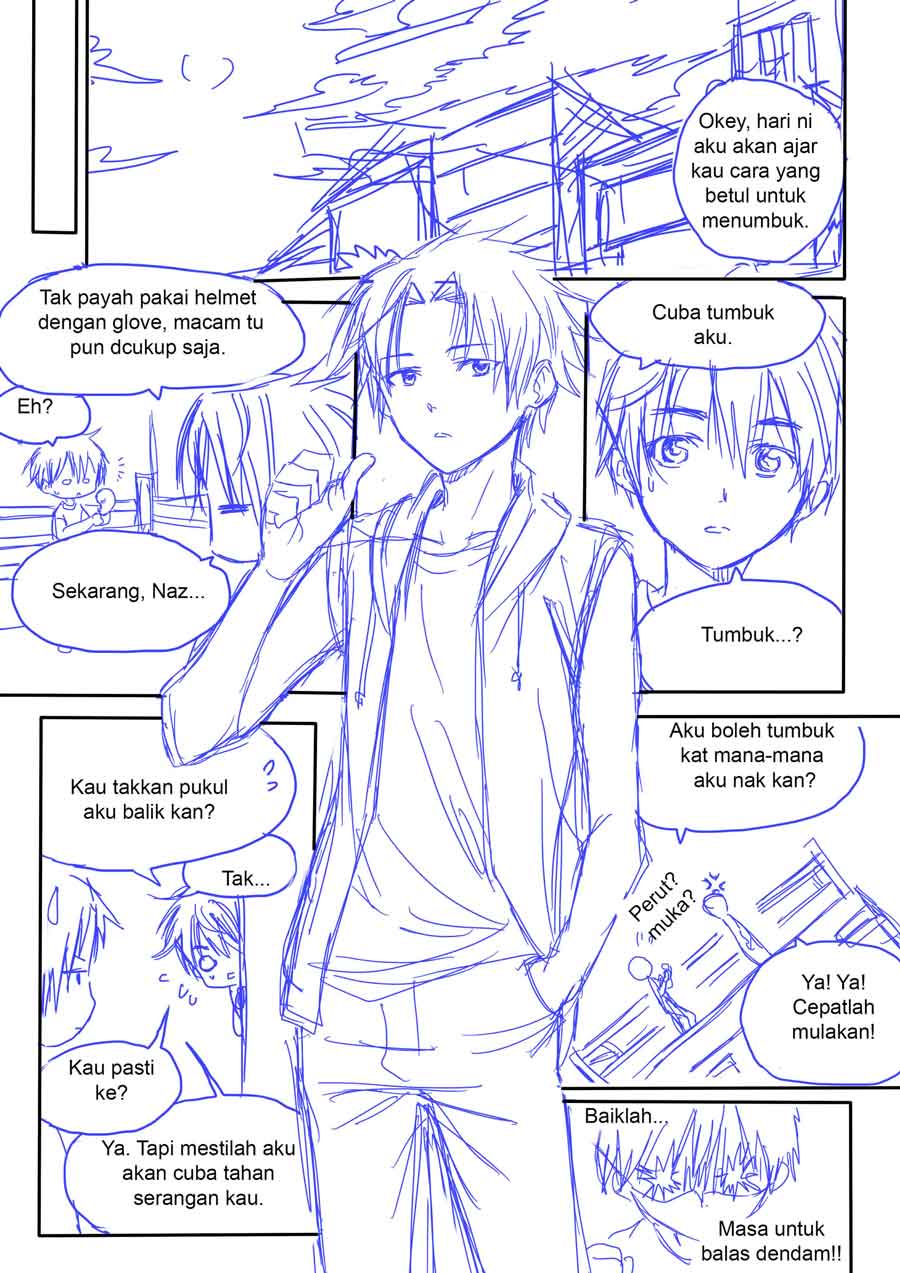 Okey, hari ni
aku akan ajar
kau cara yang
betul untuk
menumbuk.
Tak payah pakai helmet
dengan glove, macam tu
pun dcukup saja.
Eh?
Sekarang, Naz...
Cuba tumbuk
aku.
Tumbuk...?
Kau takkan pukul
aku balik kan?
Tak...
Kau pasti
ke?
Ya. Tapi mestilah aku
akan cuba tahan
serangan kau.
Aku boleh tumbuk
kat mana-mana
aku nak kan?
Perut?
muka?
Ya! Ya!
Cepatlah
mulakan!
Baiklah...
Masa untuk
balas dendam!!